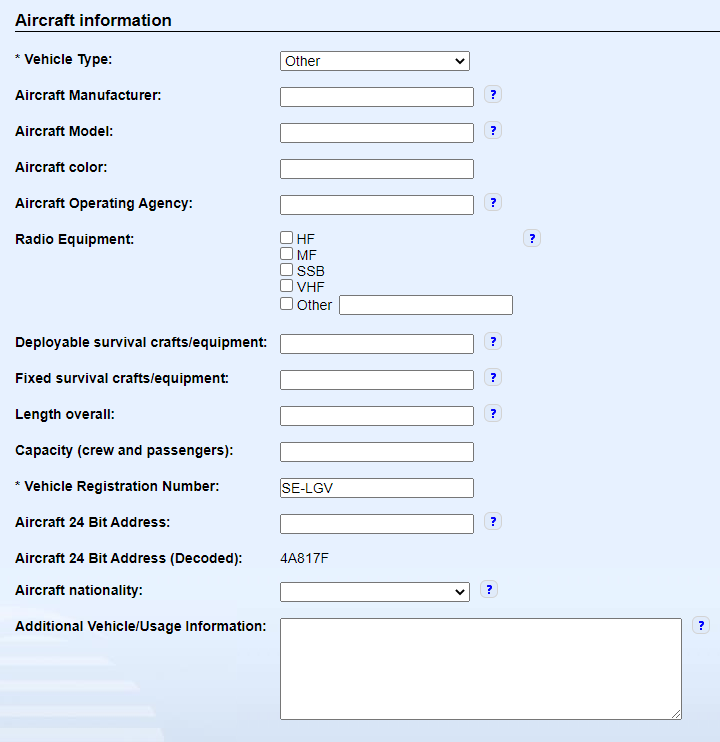 Aircraft information
* Vehicle Type: Other
Aircraft Manufacturer: ?
Aircraft Model: ?
Aircraft color:
Aircraft Operating Agency: ?
Radio Equipment: HF ?
MF
SSB
VHF
Other
Deployable survival crafts/equipment: ?
Fixed survival crafts/equipment: ?
Length overall: ?
Capacity (crew and passengers):
* Vehicle Registration Number: SE-LGV
Aircraft 24 Bit Address: ?
Aircraft 24 Bit Address (Decoded): 4A817F
Aircraft nationality: ?
Additional Vehicle/Usage Information: ?